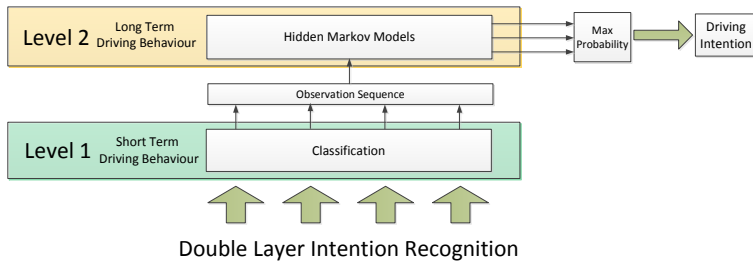 Level 2
Long Term
Driving Behaviour
Hidden Markov Models
Max
Probability
Driving
Intention
Observation Sequence
Level 1
Short Term
Driving Behaviour
Classification
Double Layer Intention Recognition